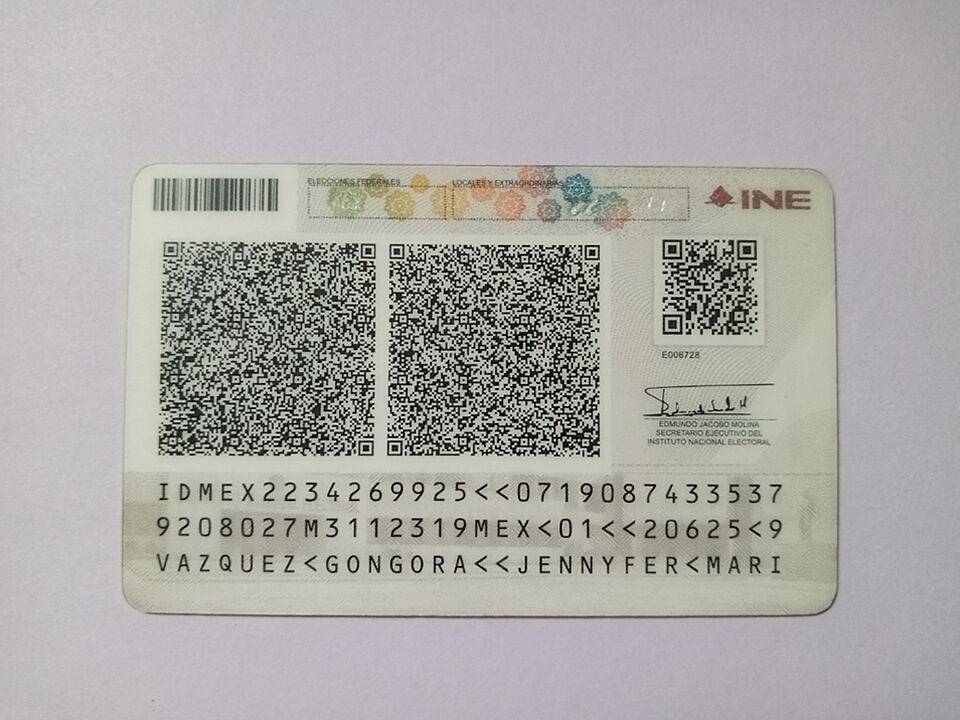 ELECCIONES FEDERALES LOCALES Y EXTRAORDINARIAS
INE
E006728
EDMUNDO JACOBO MOLINA
SECRETARIO EJECUTIVO DEL
INSTITUTO NACIONAL ELECTORAL
IDMEX2234269925<<0719087433537
9208027M3112319MEX<01<<20625<9
VAZQUEZ<GONGORA<<JENNYFER<MARI